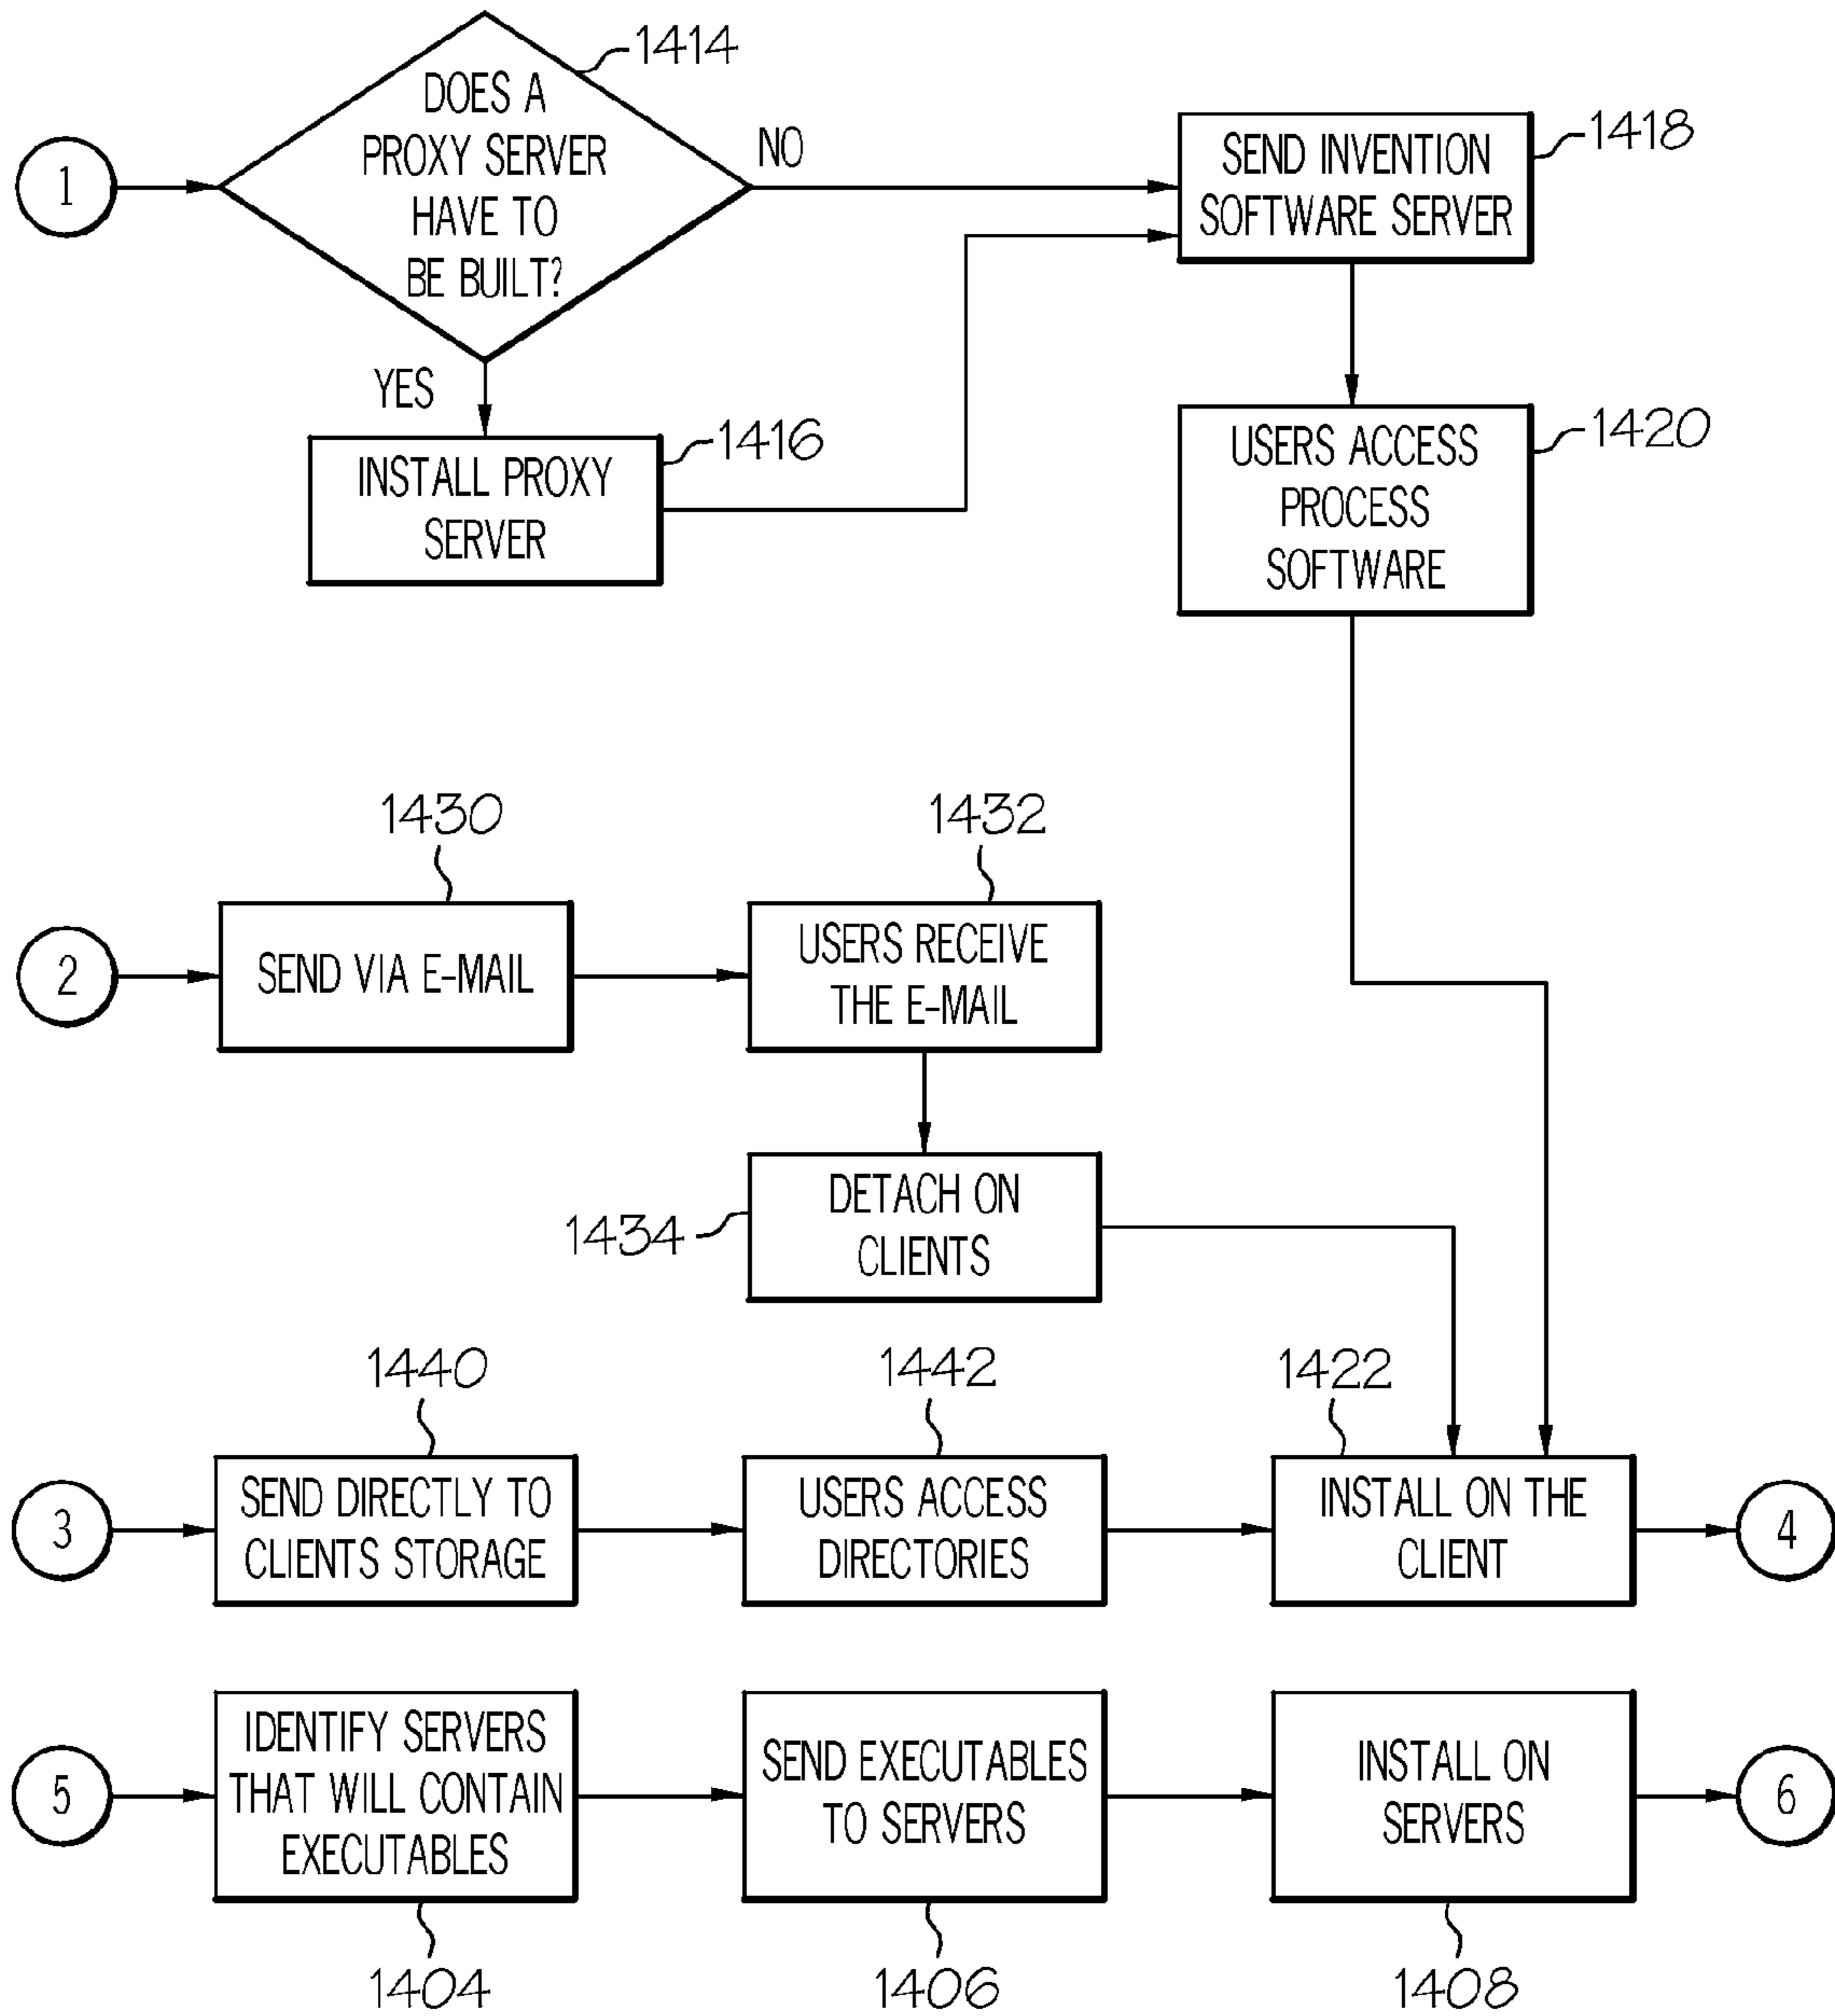 1414
DOES A
PROXY SERVER
HAVE TO
BE BUILT?
1
NO
YES
1416
INSTALL PROXY
SERVER
1418
SEND INVENTION
SOFTWARE SERVER
1420
USERS ACCESS
PROCESS
SOFTWARE
1430
1432
2
SEND VIA E-MAIL
USERS RECEIVE
THE E-MAIL
1434
DETACH ON
CLIENTS
1440
1442
1422
3
SEND DIRECTLY TO
CLIENTS STORAGE
USERS ACCESS
DIRECTORIES
INSTALL ON THE
CLIENT
4
5
IDENTIFY SERVERS
THAT WILL CONTAIN
EXECUTABLES
SEND EXECUTABLES
TO SERVERS
INSTALL ON
SERVERS
6
1404
1406
1408